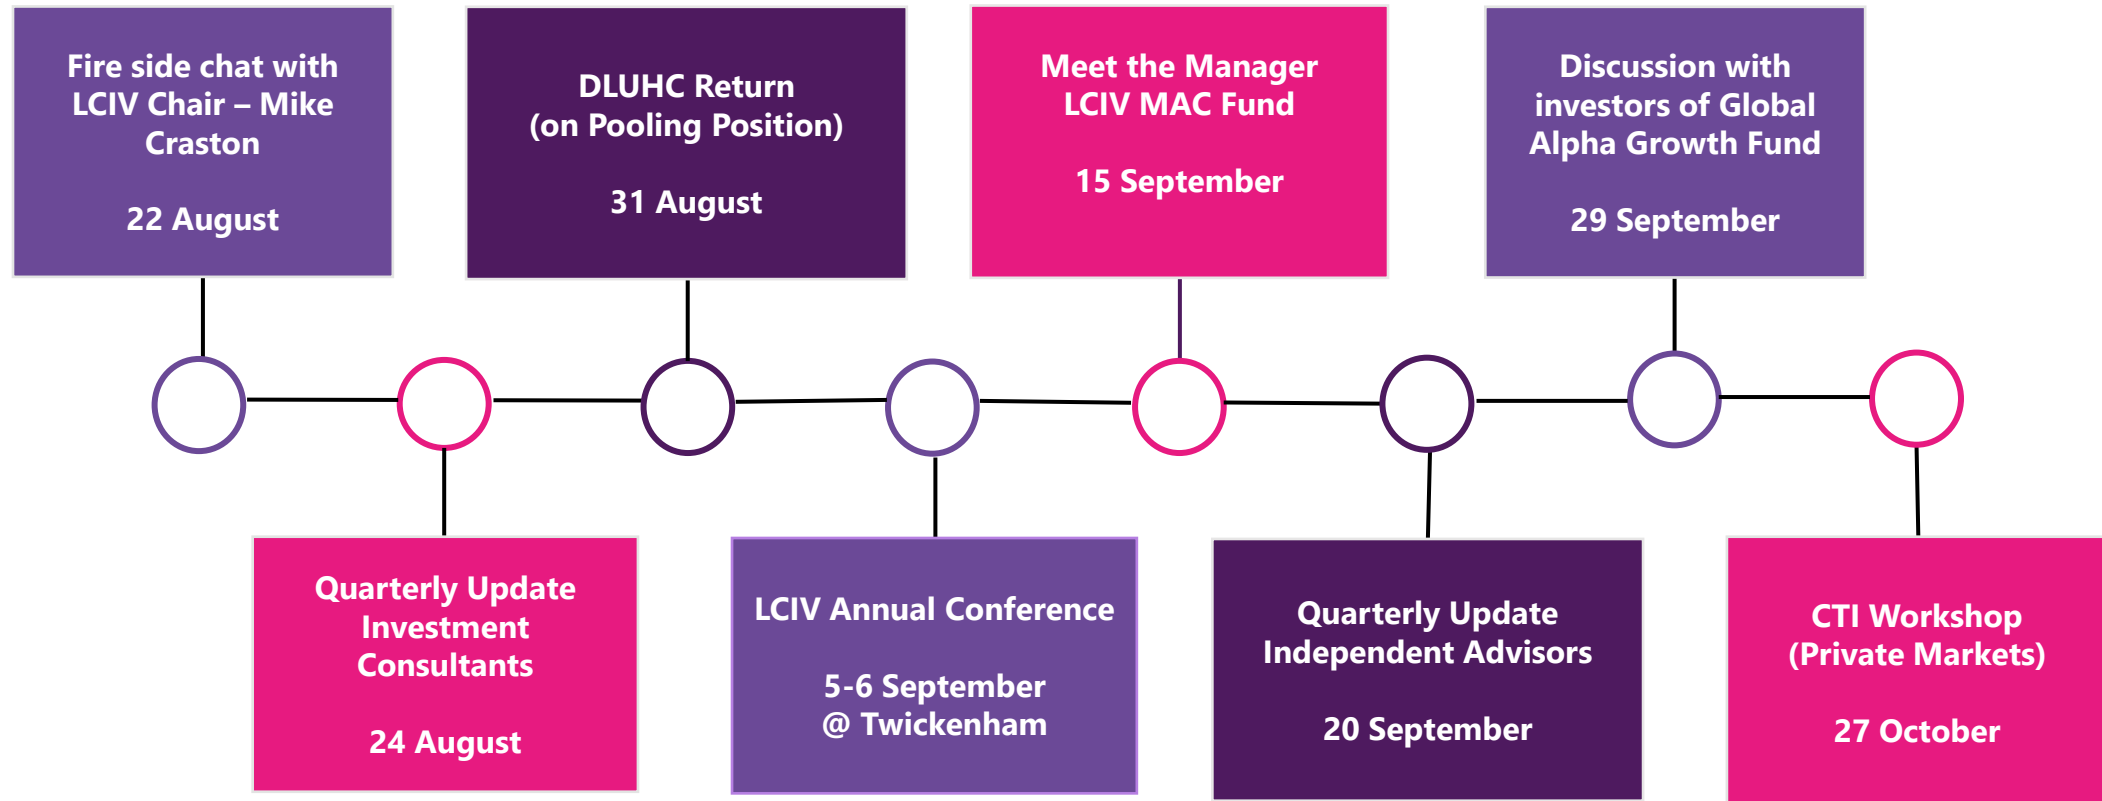 Fire side chat with
LCIV Chair – Mike
Craston
22 August
Quarterly Update
Investment
Consultants
24 August
DLUHC Return
(on Pooling Position)
31 August
LCIV Annual Conference
5-6 September
@ Twickenham
Meet the Manager
LCIV MAC Fund
15 September
Quarterly Update
Independent Advisors
20 September
Discussion with
investors of Global
Alpha Growth Fund
29 September
CTI Workshop
(Private Markets)
27 October